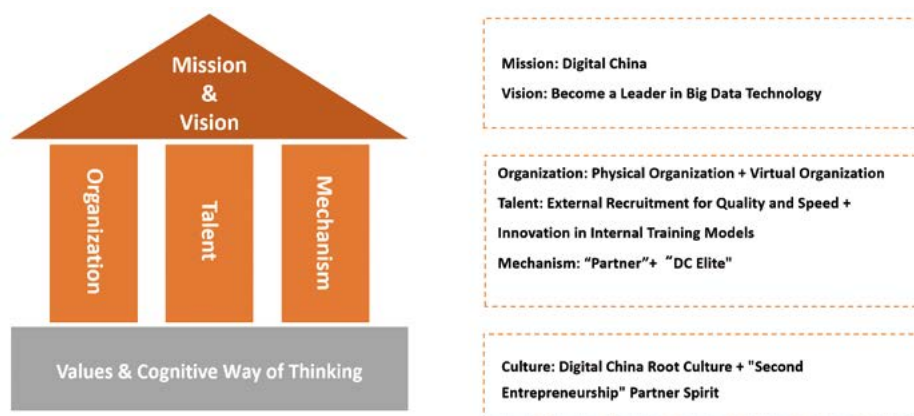 Mission
&
Vision
Organization
Talent
Mechanism
Values & Cognitive Way of Thinking
Mission: Digital China
Vision: Become a Leader in Big Data Technology
Organization: Physical Organization + Virtual Organization
Talent: External Recruitment for Quality and Speed +
Innovation in Internal Training Models
Mechanism: “Partner”+ “DC Elite"
Culture: Digital China Root Culture + "Second
Entrepreneurship" Partner Spirit